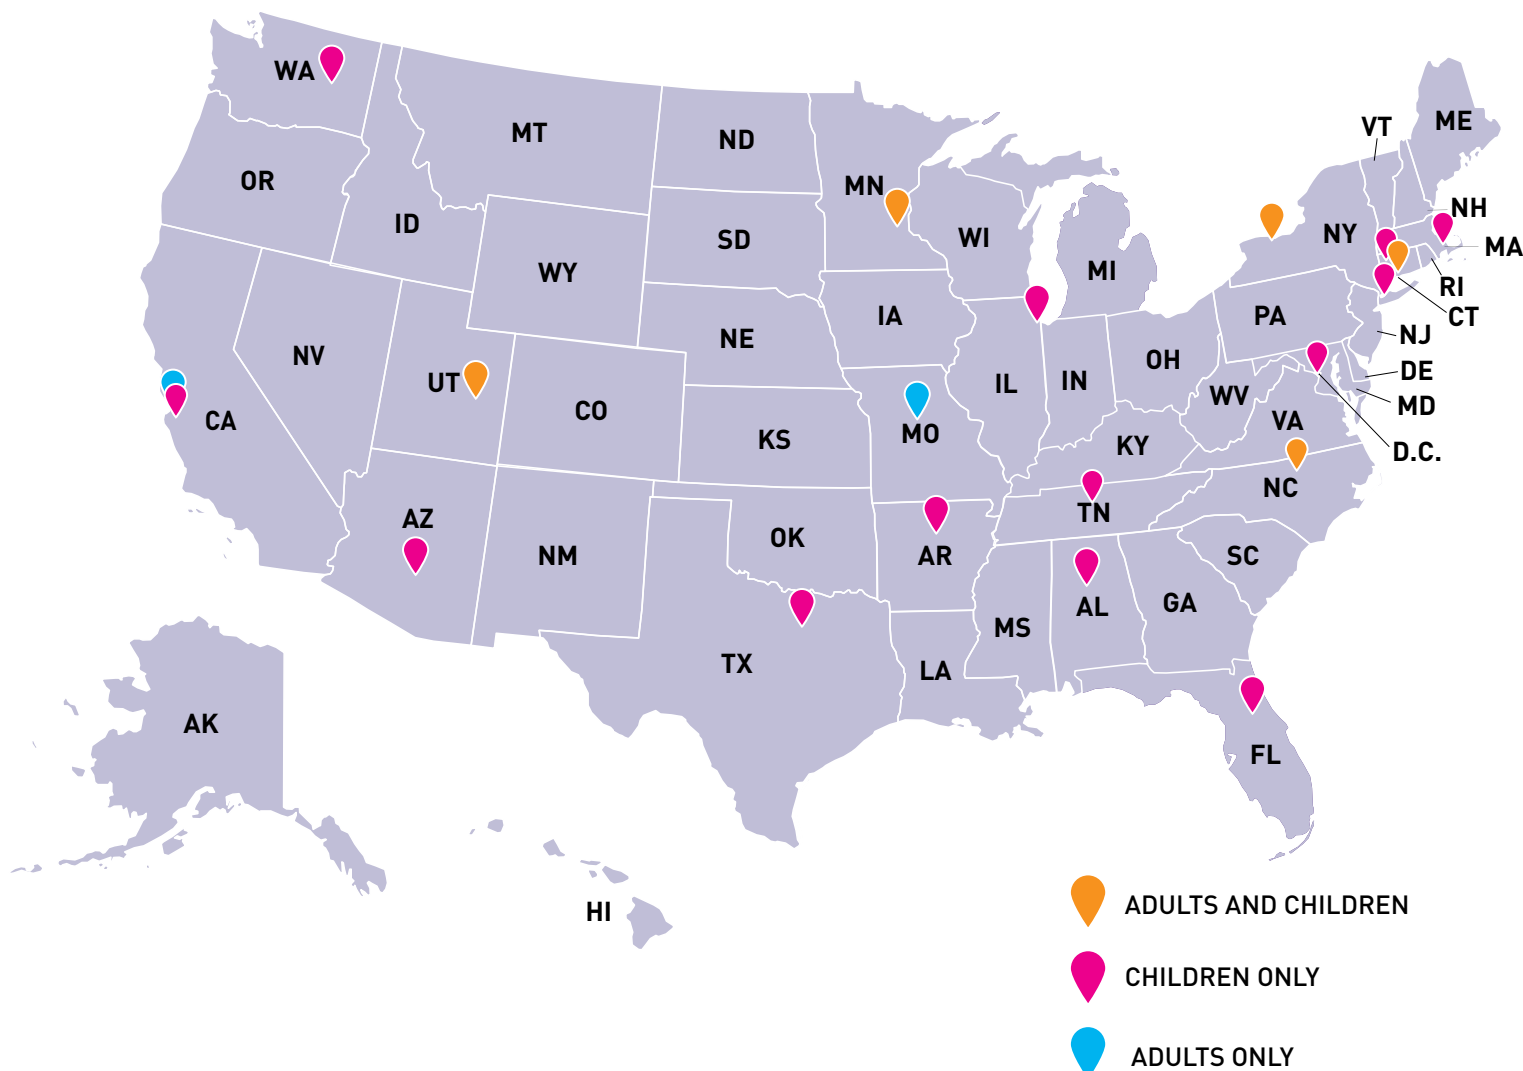 WA
MT
ND
MN
VT
ME
OR
ID
SD
WI
MI
NY
NH
MA
WY
RI
CT
IA
PA
NJ
NE
NV
UT
CO
IL
IN
OH
WV
DE
MD
CA
KS
MO
KY
VA
D.C.
AZ
NM
OK
AR
TN
NC
SC
TX
LA
MS
AL
GA
FL
AK
HI
ADULTS AND CHILDREN
CHILDREN ONLY
ADULTS ONLY